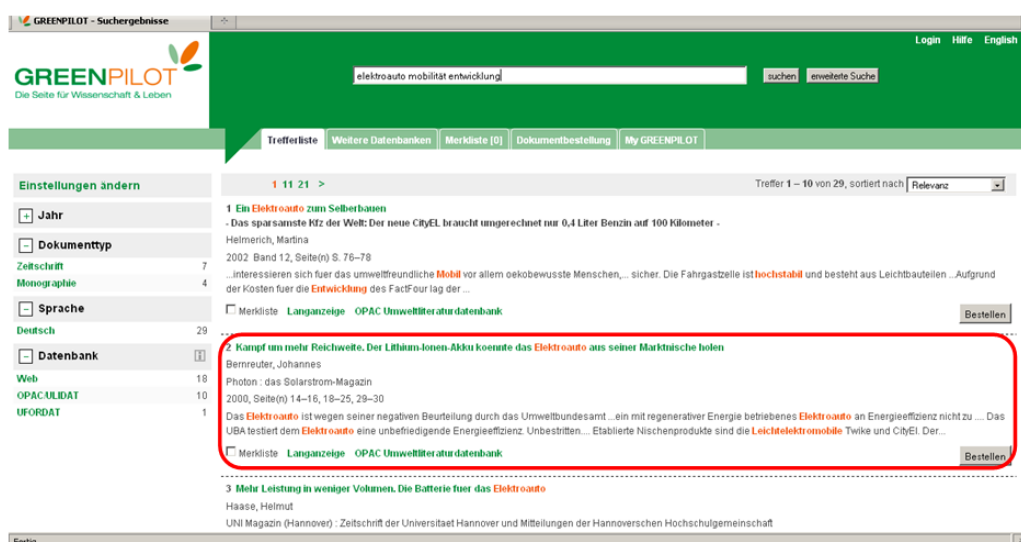 GREENPILOT - Suchergebnisse
Login Hilfe English
GREENPILOT
Die Seite für Wissenschaft & Leben
elektroauto mobilität entwicklung
suchen
erweiterte Suche
Trefferliste
Weitere Datenbanken
Merkliste [0]
Dokumentbestellung
My GREENPILOT
Einstellungen ändern
+ Jahr
- Dokumenttyp
Zeitschrift 7
Monographie 4
- Sprache
Deutsch 29
- Datenbank
Web 18
OPAC/ULIDAT 10
UFORDAT 1
1 11 21 >
Treffer 1 – 10 von 29, sortiert nach Relevanz
1 Ein Elektroauto zum Selberbauen
- Das sparsamste Kfz der Welt: Der neue CityEL braucht umgerechnet nur 0,4 Liter Benzin auf 100 Kilometer -
Helmerich, Martina
2002 Band 12, Seite(n) S. 76–78
...interessieren sich fuer das umweltfreundliche Mobil vor allem oekobewusste Menschen,... sicher. Die Fahrgastzelle ist hochstabil und besteht aus Leichtbauteilen ...Aufgrund
der Kosten fuer die Entwicklung des FactFour lag der ...
Merkliste Langanzeige OPAC Umweltliteraturdatenbank
Bestellen
2 Kampf um mehr Reichweite. Der Lithium-Ionen-Akku koennte das Elektroauto aus seiner Marktnische holen
Bernreuter, Johannes
Photon : das Solarstrom-Magazin
2000, Seite(n) 14–16, 18–25, 29–30
Das Elektroauto ist wegen seiner negativen Beurteilung durch das Umweltbundesamt ...ein mit regenerativer Energie betriebenes Elektroauto an Energieeffizienz nicht zu .... Das
UBA testiert dem Elektroauto eine unbefriedigende Energieeffizienz. Unbestritten.... Etablierte Nischenprodukte sind die Leichtelektromobile Twike und CityEl. Der...
Merkliste Langanzeige OPAC Umweltliteraturdatenbank
Bestellen
3 Mehr Leistung in weniger Volumen. Die Batterie fuer das Elektroauto
Haase, Helmut
UNI Magazin (Hannover) : Zeitschrift der Universitaet Hannover und Mitteilungen der Hannoverschen Hochschulgemeinschaft
Fertig